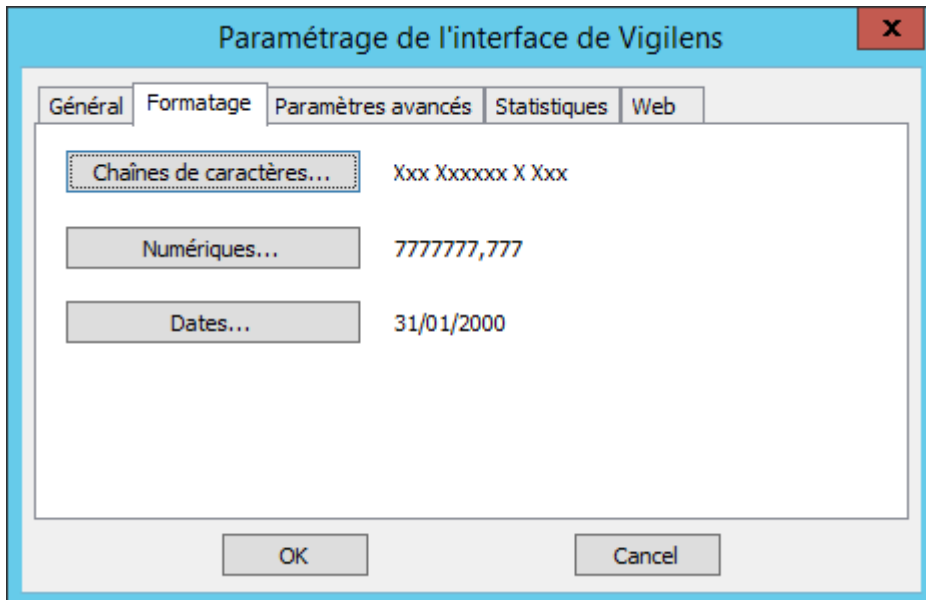 Paramétrage de l'interface de Vigilens
x
Général Formatage Paramètres avancés Statistiques Web
Chaînes de caractères... Xxx Xxxxxx X Xxx
Numériques... 7777777,777
Dates... 31/01/2000
OK Cancel